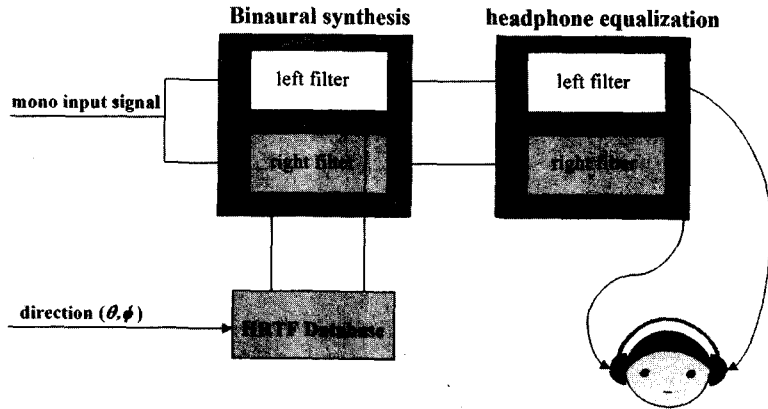 Binaural synthesis
headphone equalization
left filter
left filter
mono input signal
right filter
right filter
direction (θ,ϕ)
HRTF Database